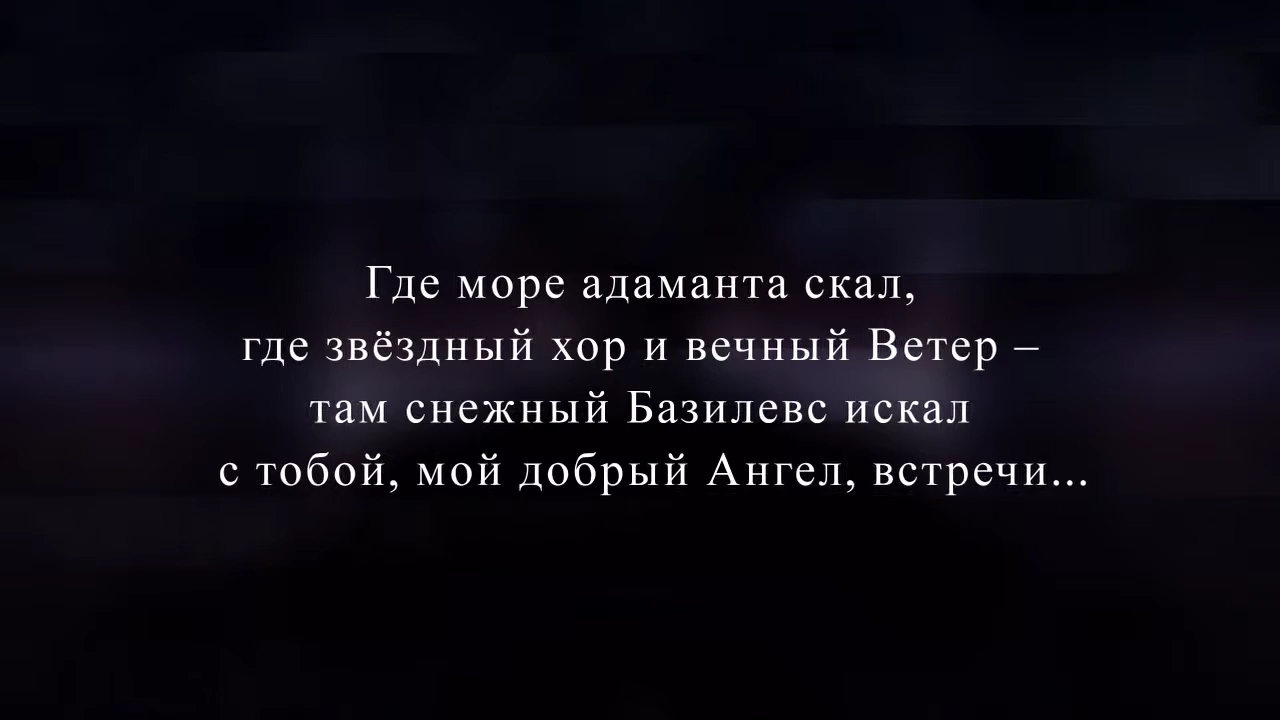 Где море адаманта скал,
где звёздный хор и вечный Ветер –
там снежный Базилевс искал
с тобой, мой добрый Ангел, встречи...